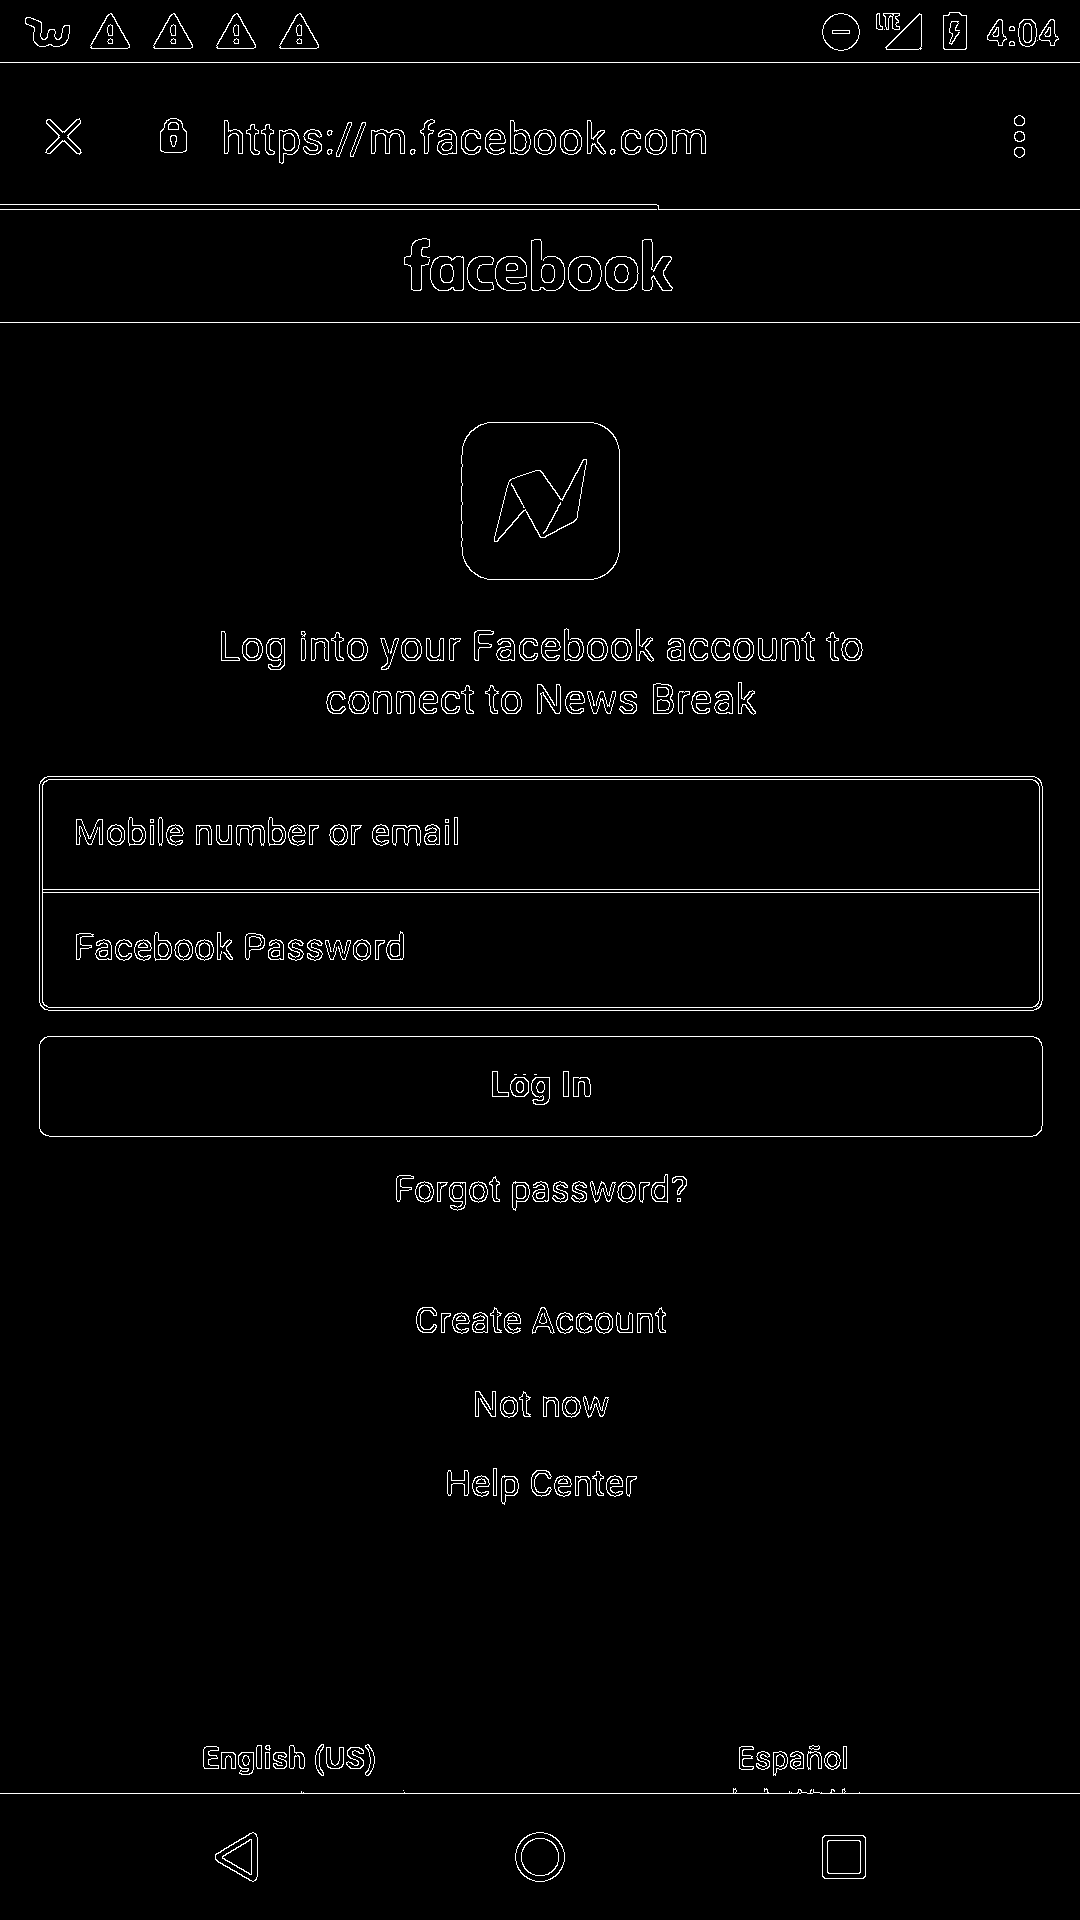 LTE 4:04
https://m.facebook.com
facebook
Log into your Facebook account to
connect to News Break
Mobile number or email
Facebook Password
Log In
Forgot password?
Create Account
Not now
Help Center
English (US) Español